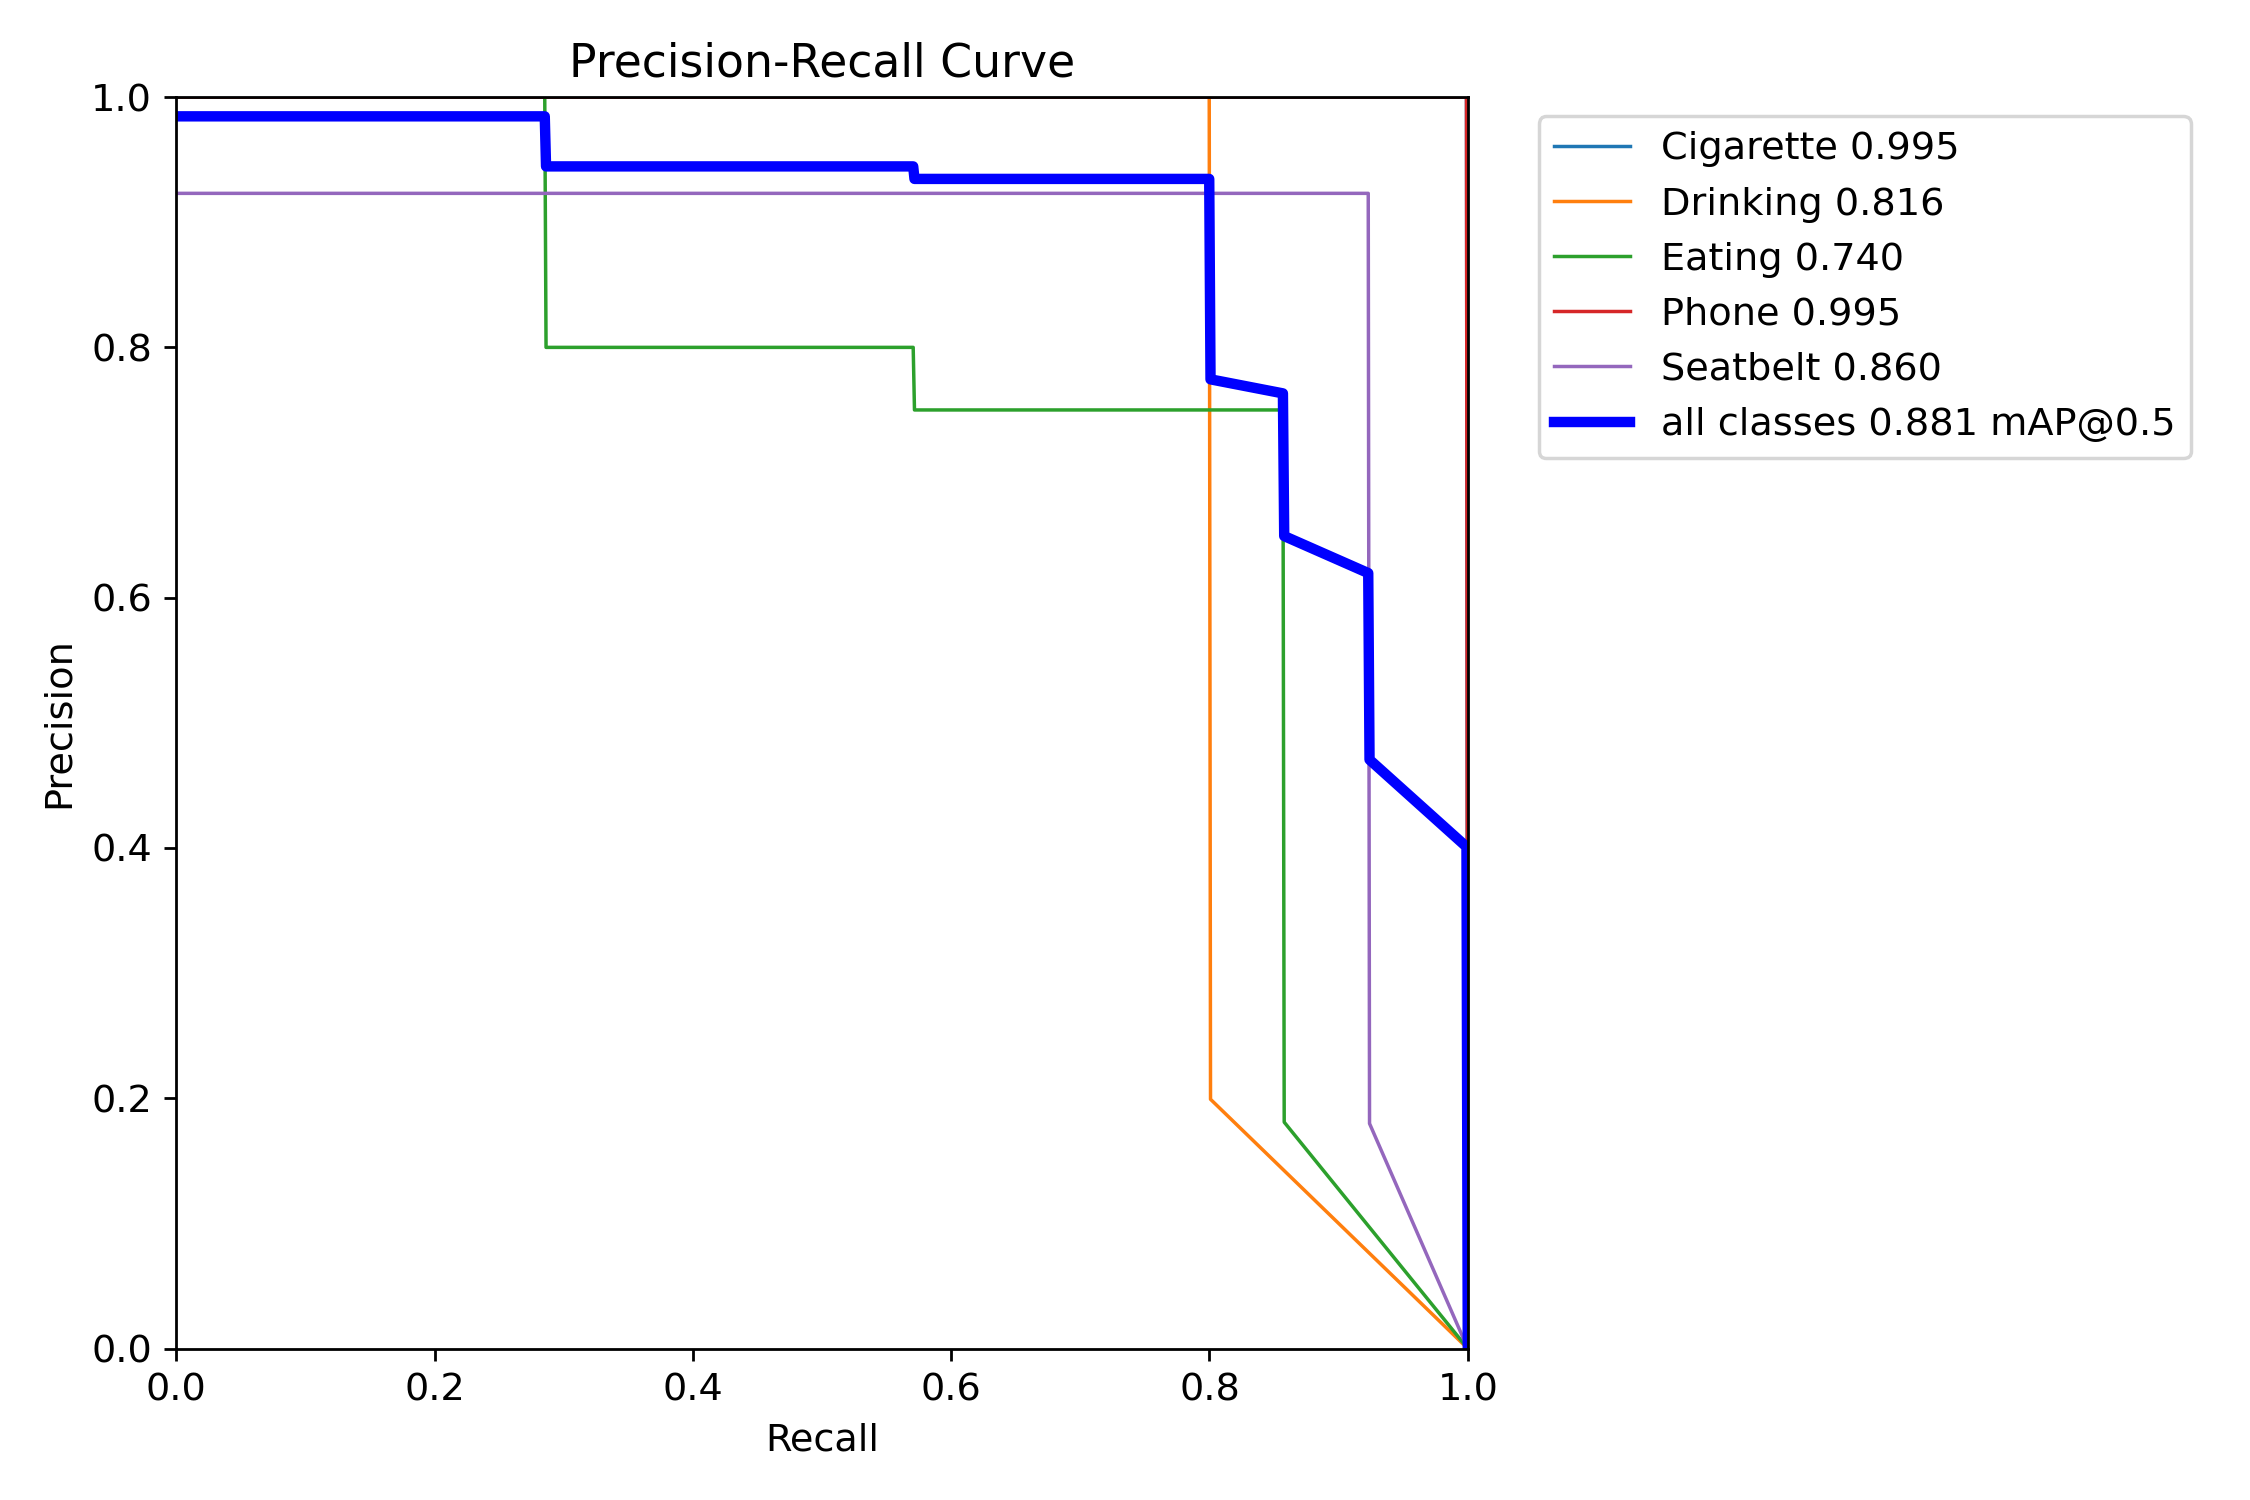 Precision-Recall Curve
1.0
0.8
0.6
0.4
0.2
0.0
Precision
0.0 0.2 0.4 0.6 0.8 1.0
Recall
Cigarette 0.995
Drinking 0.816
Eating 0.740
Phone 0.995
Seatbelt 0.860
all classes 0.881 mAP@0.5